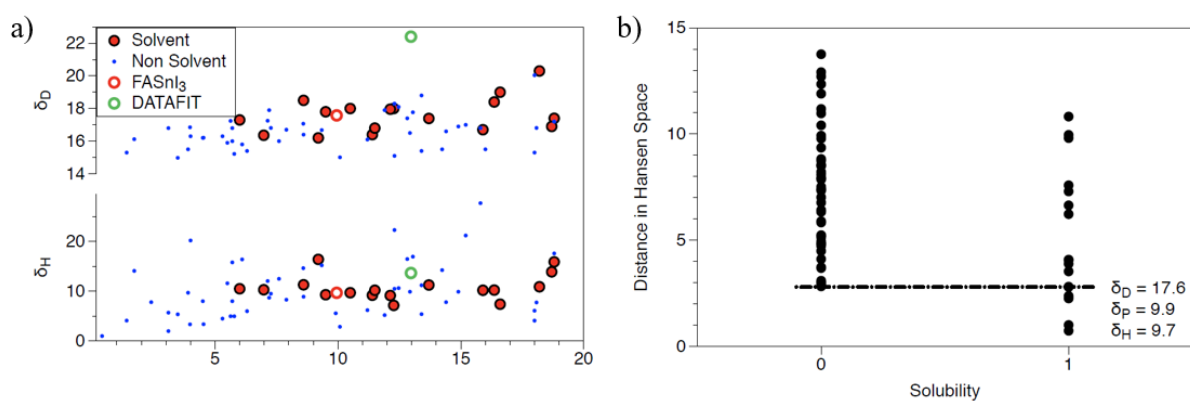 a)
Solvent
Non Solvent
FASnI₃
DATAFIT
22
20
18
16
14
δD
20
10
0
δH
5
10
15
20
b)
15
10
5
0
Distance in Hansen Space
δD = 17.6
δP = 9.9
δH = 9.7
0
1
Solubility